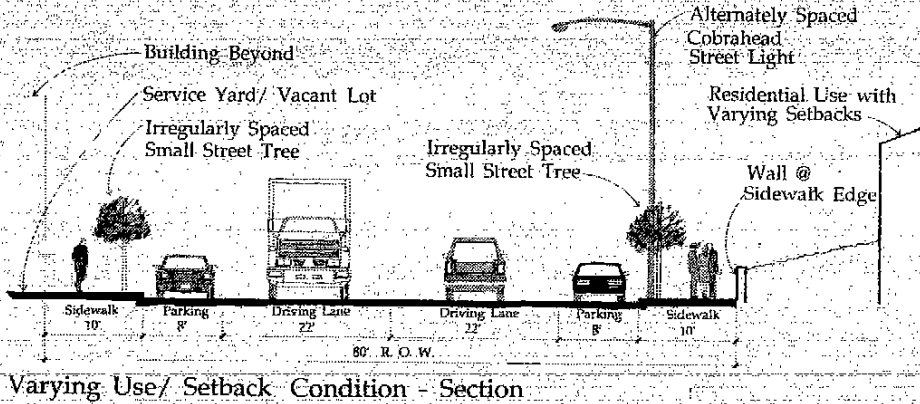 Alternately Spaced
Cobrahead
Street Light
Building Beyond
Service Yard/ Vacant Lot
Residential Use with
Varying Setbacks
Irregularly Spaced
Small Street Tree
Irregularly Spaced
Small Street Tree
Wall @
Sidewalk Edge
Sidewalk
10'
Parking
8'
Driving Lane
22'
Driving Lane
22'
Parking
8'
Sidewalk
10'
80' R. O. W.
Varying Use/ Setback Condition - Section